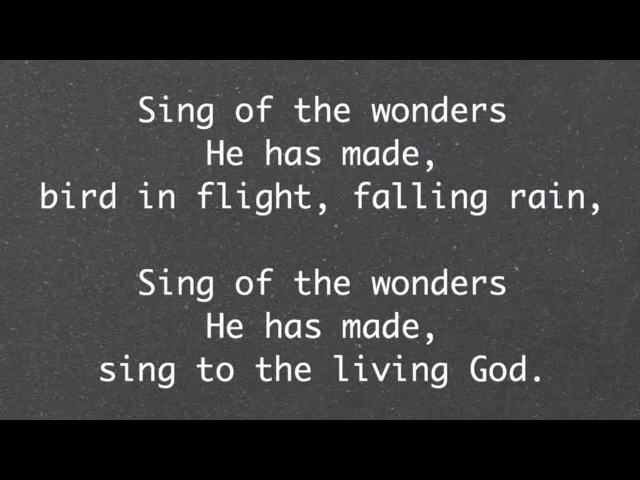 Sing of the wonders
He has made,
bird in flight, falling rain,
Sing of the wonders
He has made,
sing to the living God.